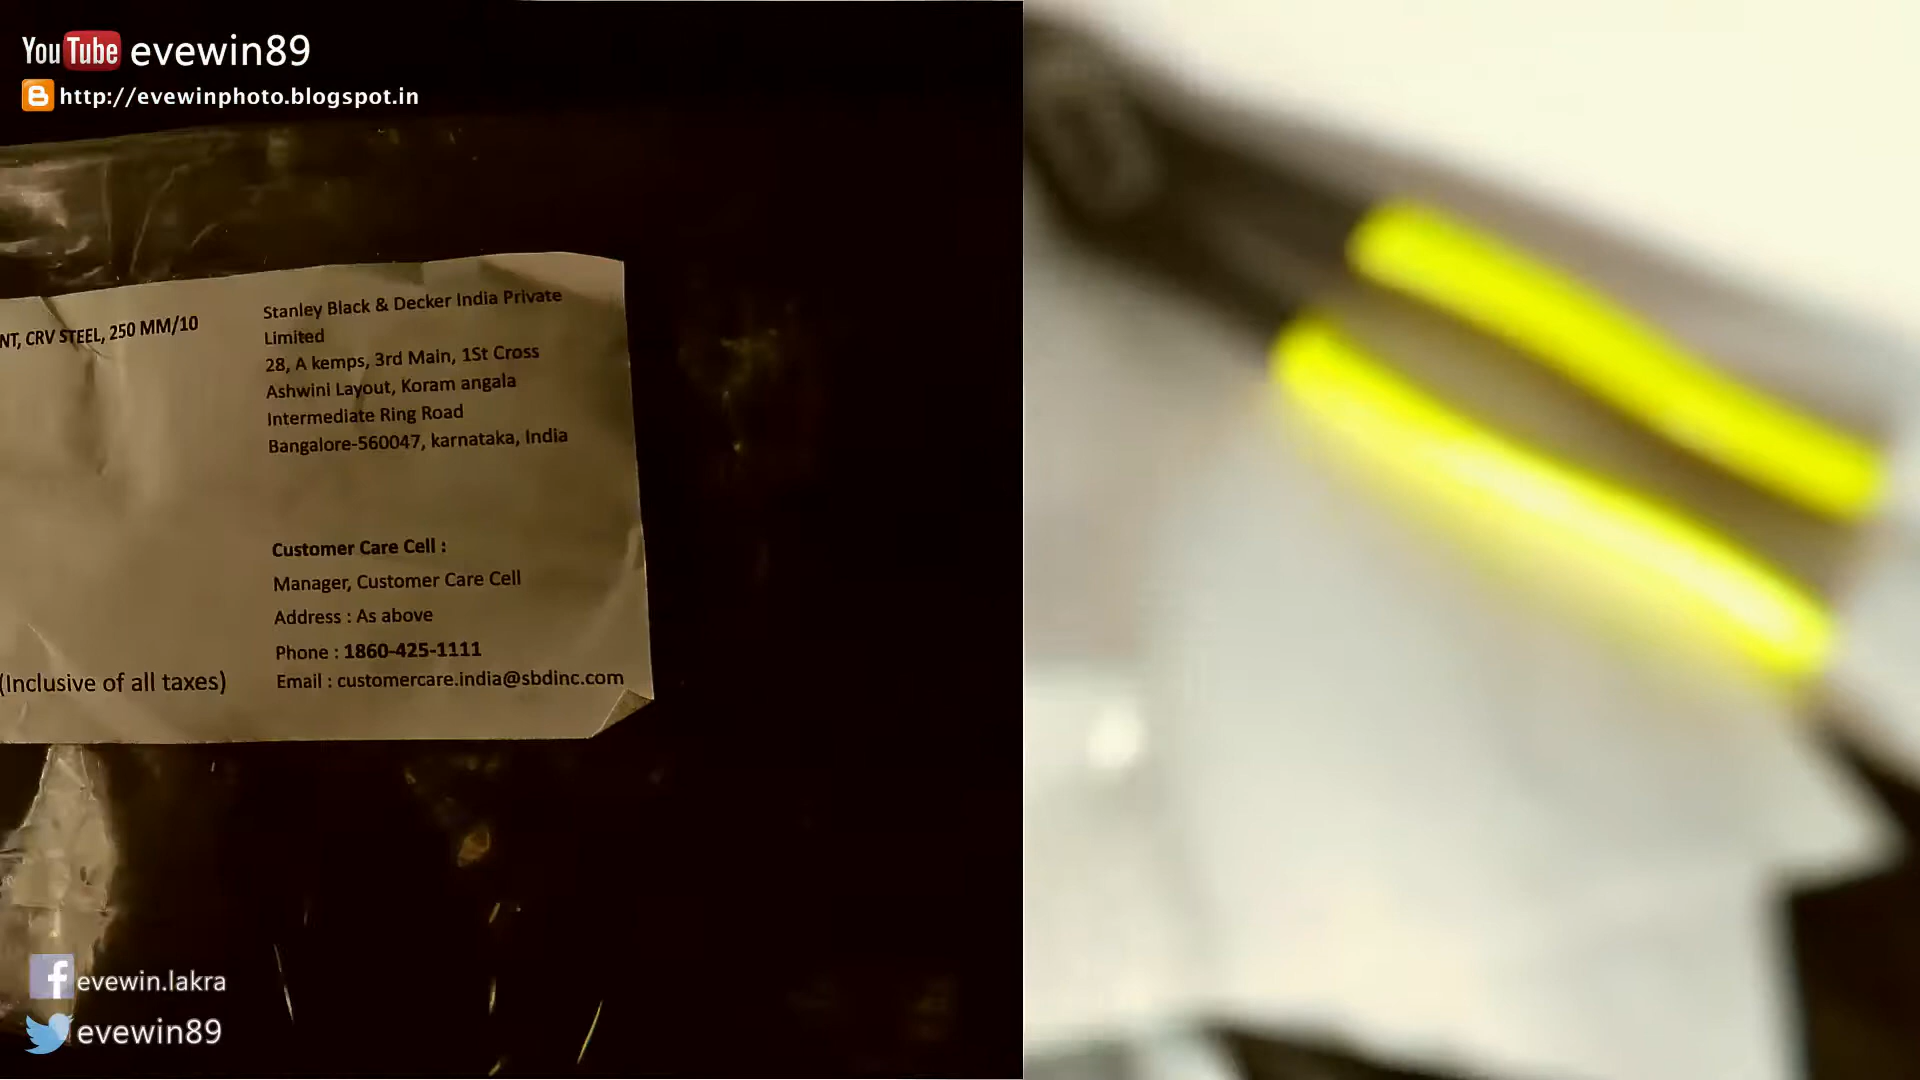 YouTube evewin89
http://evewinphoto.blogspot.in
NT, CRV STEEL, 250 MM/10
Stanley Black & Decker India Private
Limited
28, A kemps, 3rd Main, 1St Cross
Ashwini Layout, Koram angala
Intermediate Ring Road
Bangalore-560047, karnataka, India
Customer Care Cell :
Manager, Customer Care Cell
Address : As above
Phone : 1860-425-1111
Email : customercare.india@sbdinc.com
(Inclusive of all taxes)
evewin.lakra
evewin89